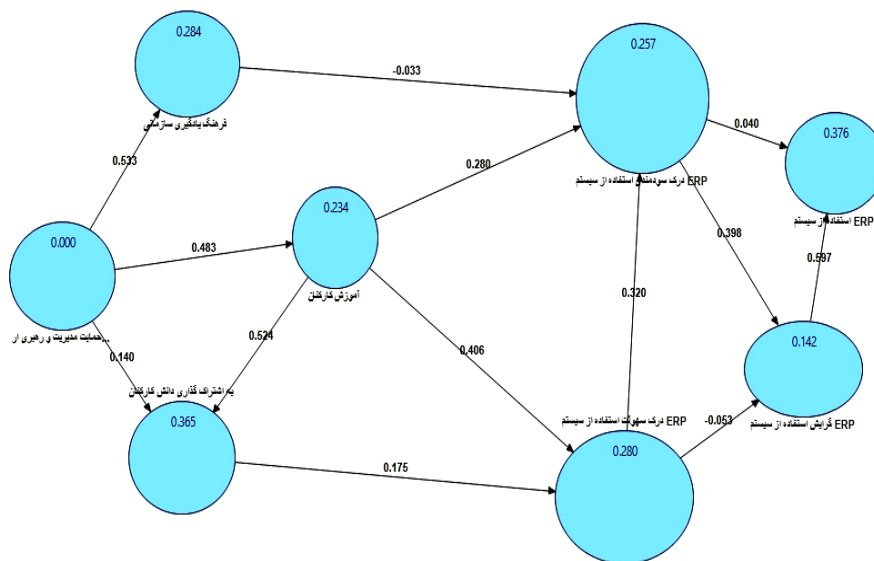 0.284
فرهنگ یادگیری سازمانی
-0.033
0.257
ERP درک سودمندی استفاده از سیستم
0.040
0.376
ERP استفاده از سیستم
0.533
0.280
0.234
آموزش کارکنان
0.483
0.000
حمایت مدیریت و رهبری ار...
0.398
0.597
0.320
0.140
0.524
0.406
0.142
ERP گرایش استفاده از سیستم
به اشتراک گذاری دانش کارکنان
0.365
0.175
ERP درک سهولت استفاده از سیستم
0.280
-0.053